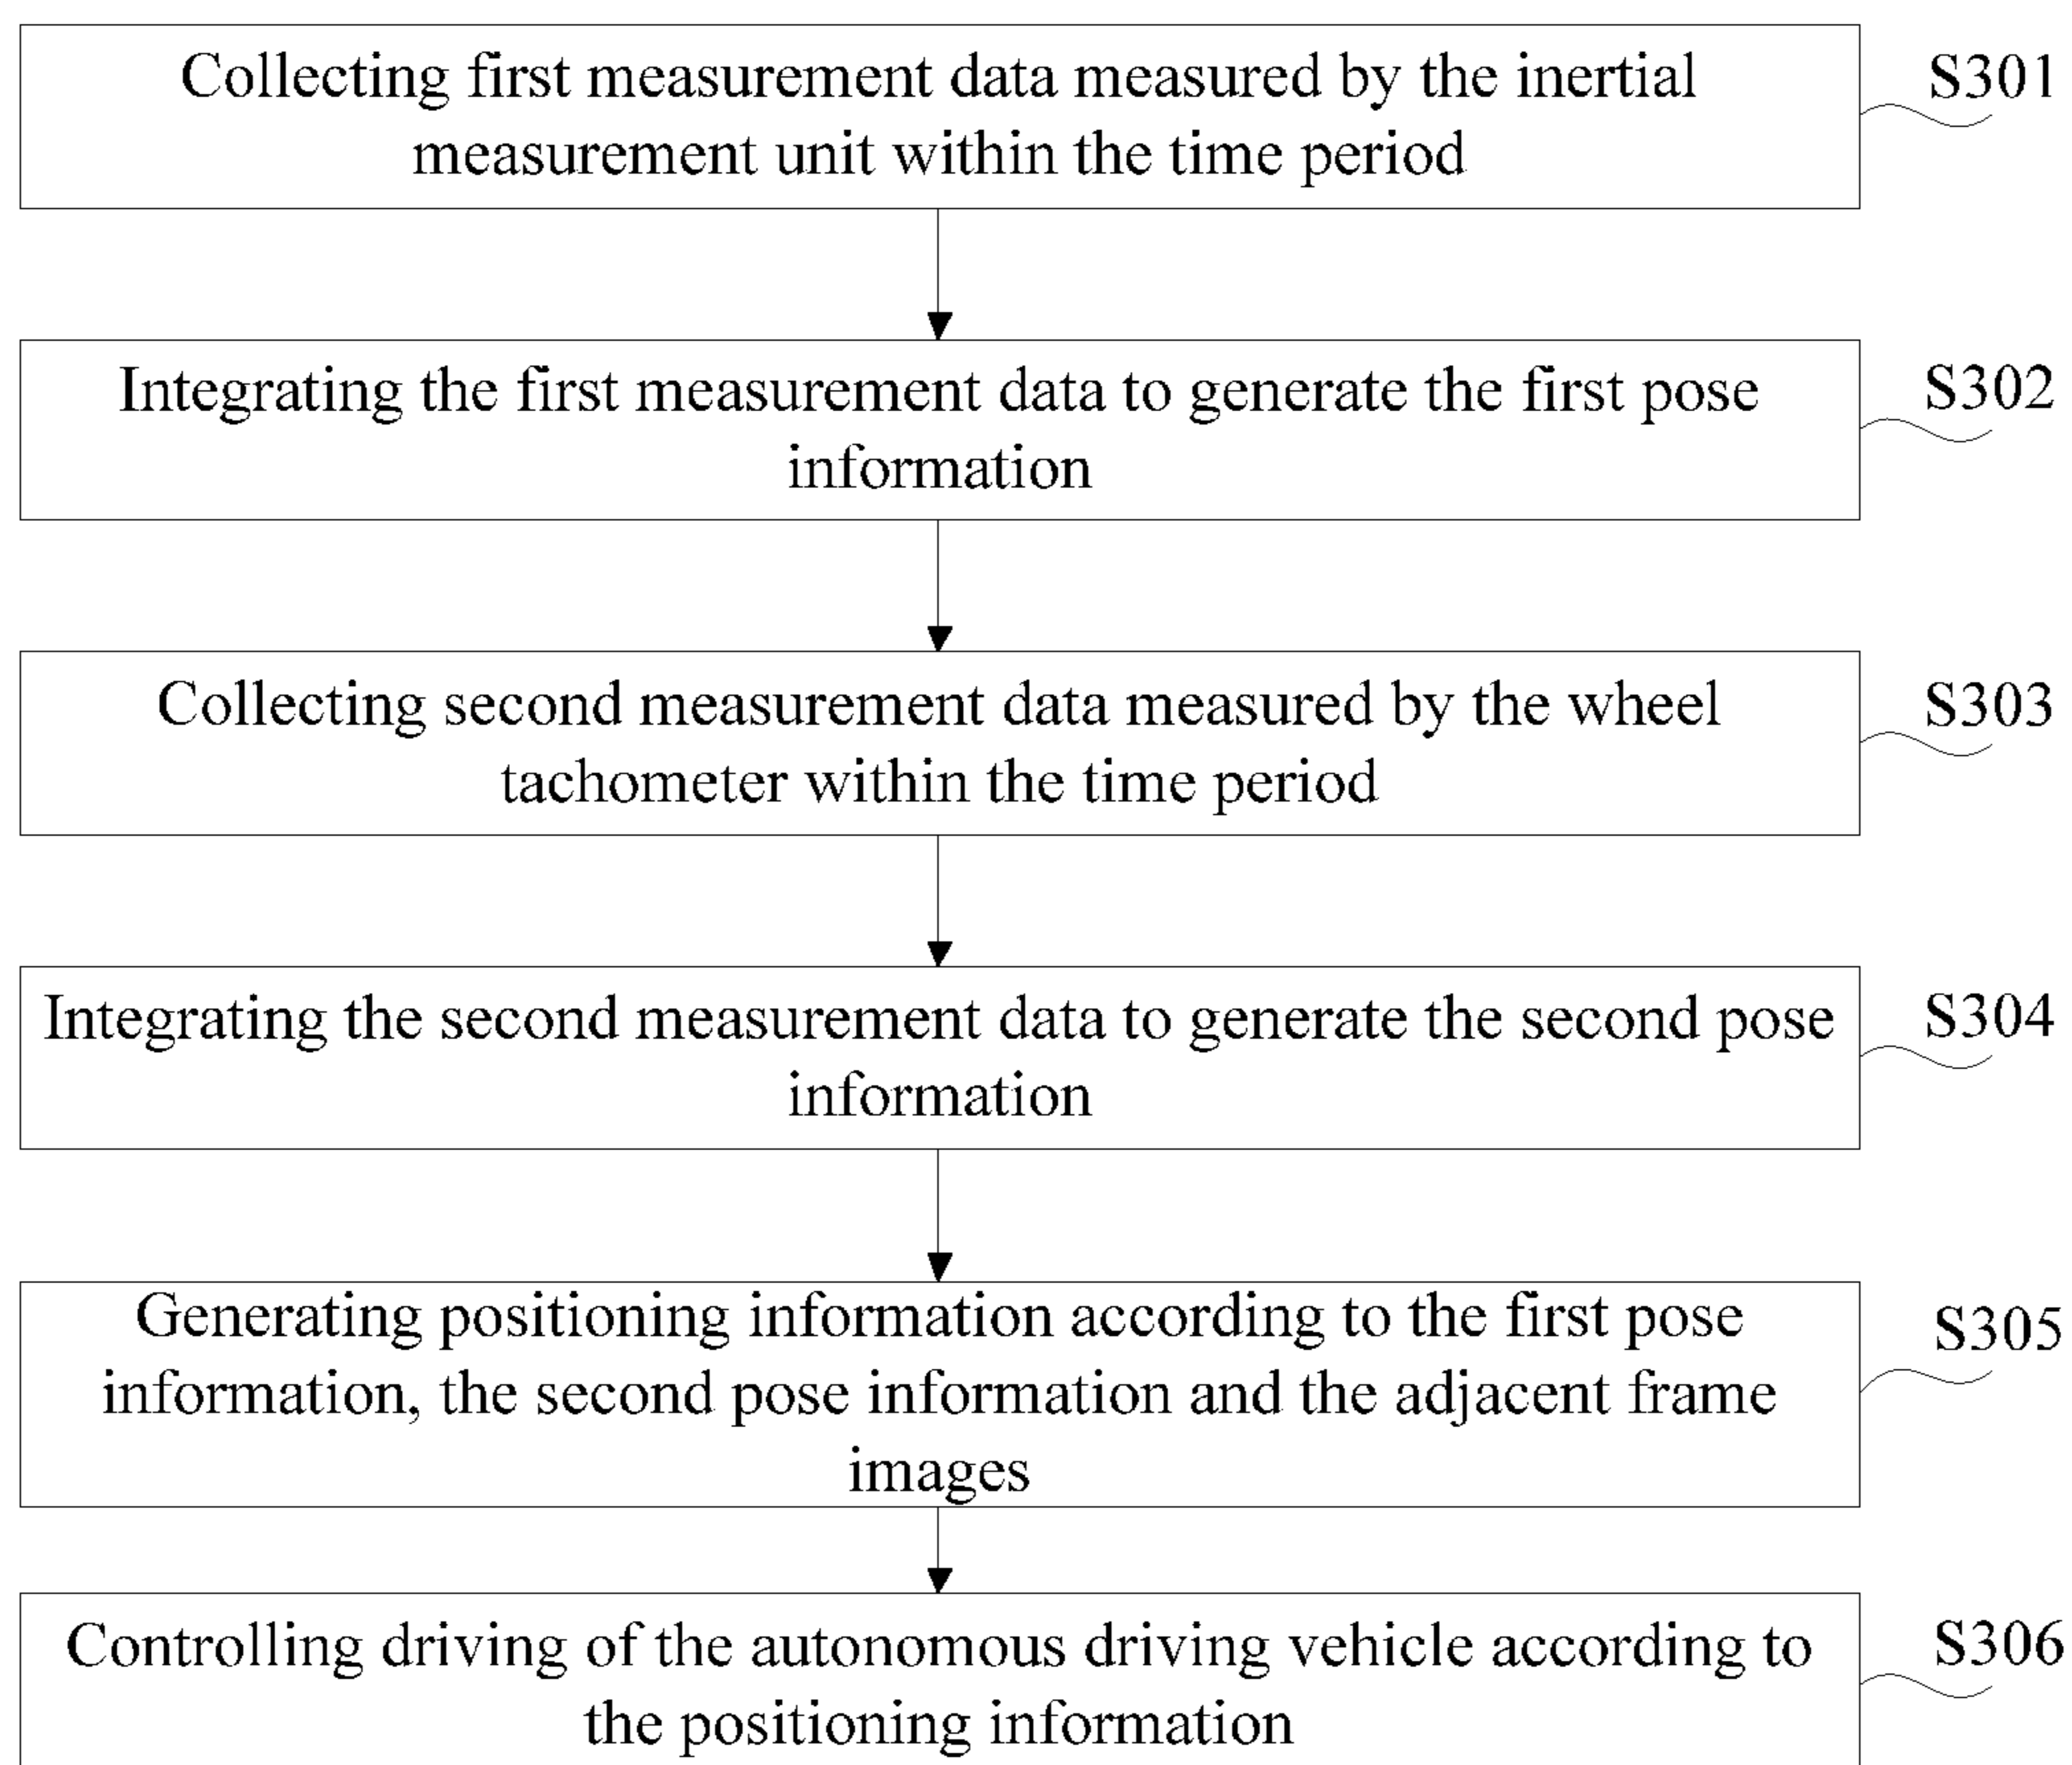 Collecting first measurement data measured by the inertial
measurement unit within the time period
S301
Integrating the first measurement data to generate the first pose
information
S302
Collecting second measurement data measured by the wheel
tachometer within the time period
S303
Integrating the second measurement data to generate the second pose
information
S304
Generating positioning information according to the first pose
information, the second pose information and the adjacent frame
images
S305
Controlling driving of the autonomous driving vehicle according to
the positioning information
S306